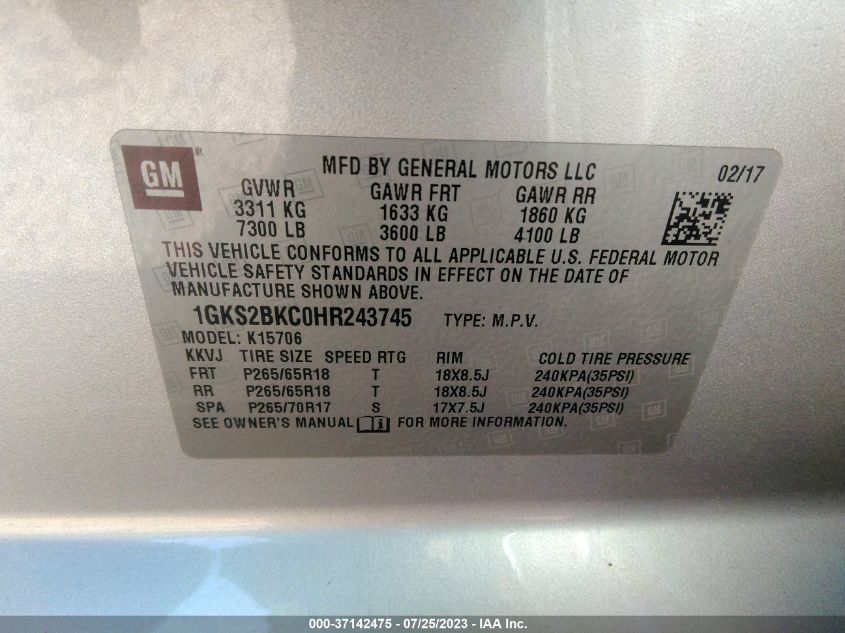 GM
MFD BY GENERAL MOTORS LLC 02/17
GVWR GAWR FRT GAWR RR
3311 KG 1633 KG 1860 KG
7300 LB 3600 LB 4100 LB
THIS VEHICLE CONFORMS TO ALL APPLICABLE U.S. FEDERAL MOTOR
VEHICLE SAFETY STANDARDS IN EFFECT ON THE DATE OF
MANUFACTURE SHOWN ABOVE.
1GKS2BKC0HR243745 TYPE: M.P.V.
MODEL: K15706
KKVJ TIRE SIZE SPEED RTG RIM COLD TIRE PRESSURE
FRT P265/65R18 T 18X8.5J 240KPA(35PSI)
RR P265/65R18 T 18X8.5J 240KPA(35PSI)
SPA P265/70R17 S 17X7.5J 240KPA(35PSI)
SEE OWNER'S MANUAL FOR MORE INFORMATION.
000-37142475 - 07/25/2023 - IAA Inc.